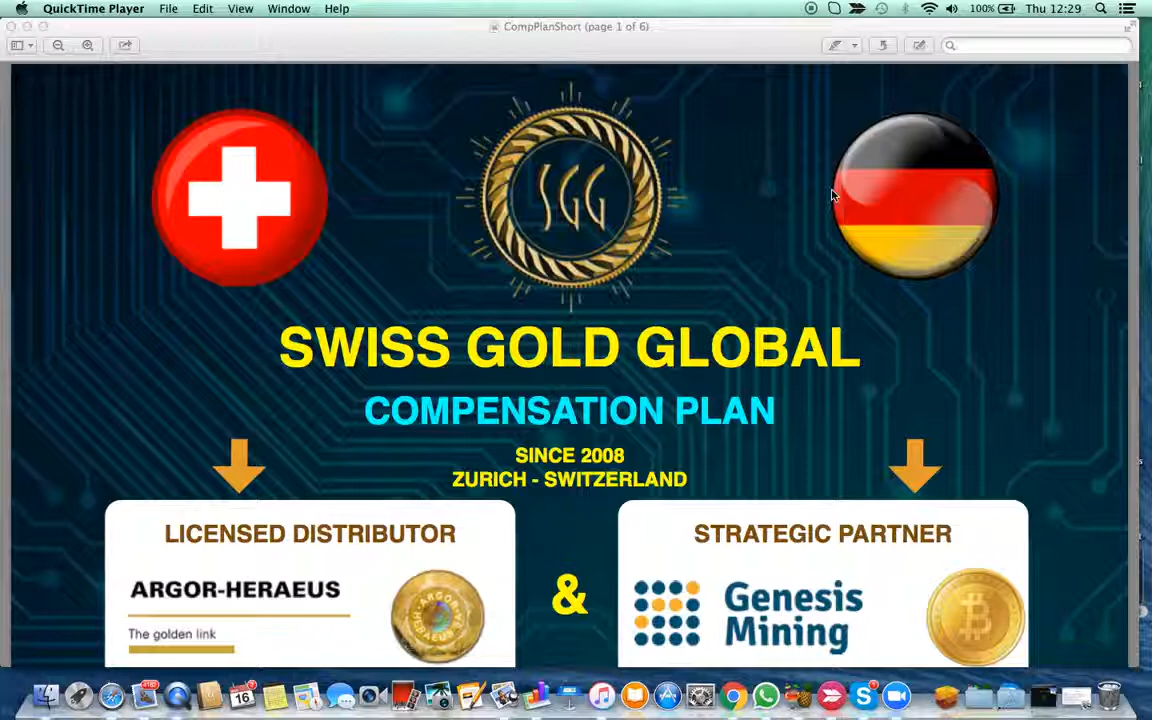 QuickTime Player File Edit View Window Help 100% Thu 12:29
CompPlanShort (page 1 of 6)
SGG
SWISS GOLD GLOBAL
COMPENSATION PLAN
SINCE 2008
ZURICH - SWITZERLAND
LICENSED DISTRIBUTOR
ARGOR-HERAEUS
The golden link
&
STRATEGIC PARTNER
Genesis
Mining
16